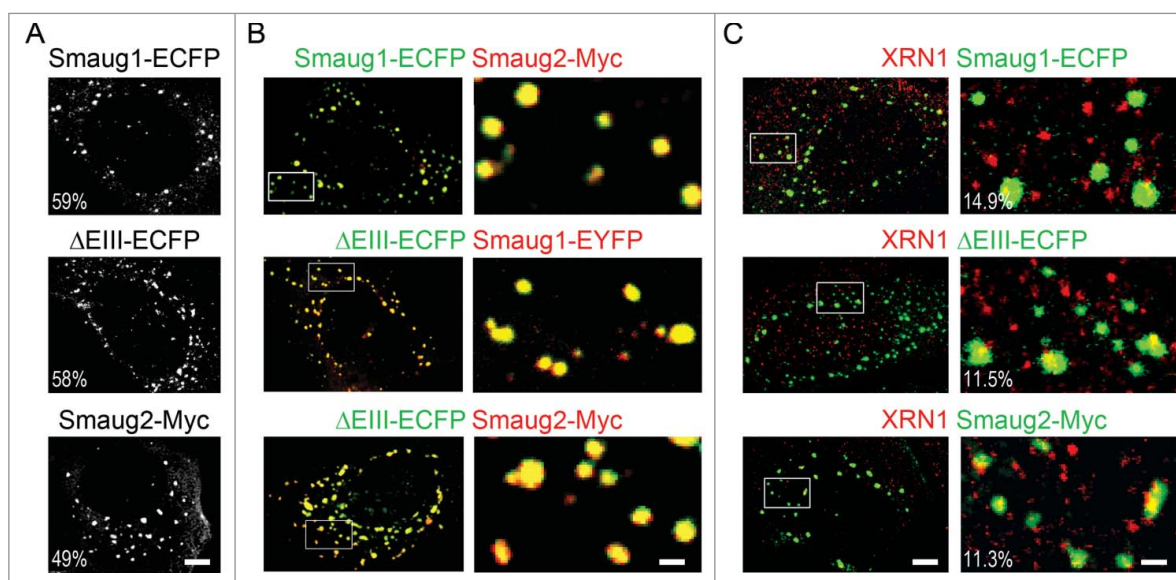 A
Smaug1-ECFP
59%
ΔEIII-ECFP
58%
Smaug2-Myc
49%
B
Smaug1-ECFP Smaug2-Myc
ΔEIII-ECFP Smaug1-EYFP
ΔEIII-ECFP Smaug2-Myc
C
XRN1 Smaug1-ECFP
14.9%
XRN1 ΔEIII-ECFP
11.5%
XRN1 Smaug2-Myc
11.3%